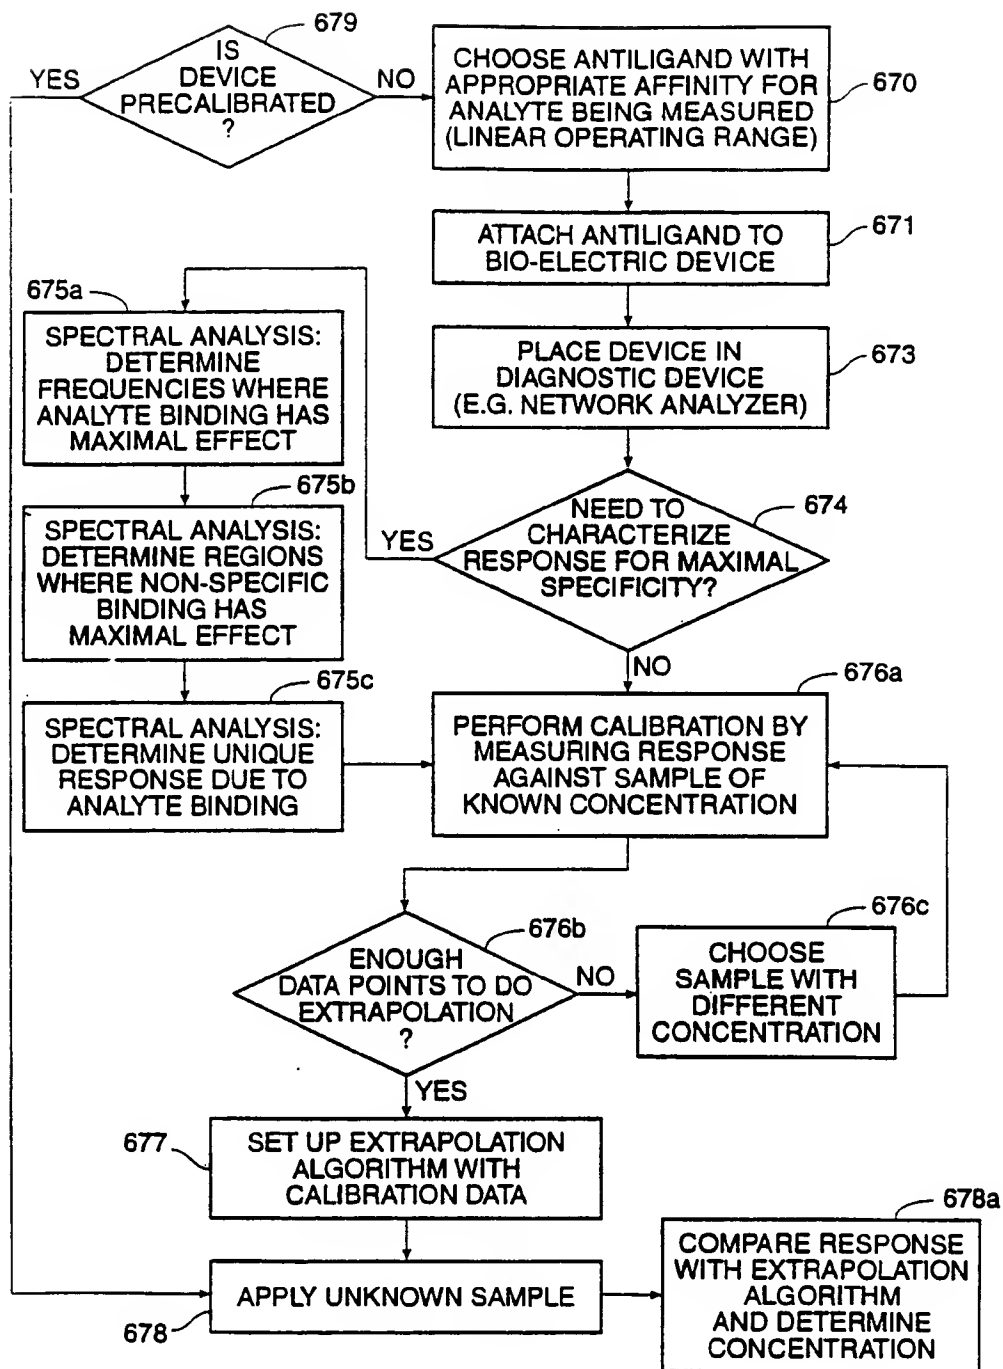 679
IS
DEVICE
PRECALIBRATED
?
YES
NO
CHOOSE ANTILIGAND WITH
APPROPRIATE AFFINITY FOR
ANALYTE BEING MEASURED
(LINEAR OPERATING RANGE)
670
ATTACH ANTILIGAND TO
BIO-ELECTRIC DEVICE
671
PLACE DEVICE IN
DIAGNOSTIC DEVICE
(E.G. NETWORK ANALYZER)
673
NEED TO
CHARACTERIZE
RESPONSE FOR MAXIMAL
SPECIFICITY?
674
YES
NO
675a
SPECTRAL ANALYSIS:
DETERMINE
FREQUENCIES WHERE
ANALYTE BINDING HAS
MAXIMAL EFFECT
675b
SPECTRAL ANALYSIS:
DETERMINE REGIONS
WHERE NON-SPECIFIC
BINDING HAS
MAXIMAL EFFECT
675c
SPECTRAL ANALYSIS:
DETERMINE UNIQUE
RESPONSE DUE TO
ANALYTE BINDING
676a
PERFORM CALIBRATION BY
MEASURING RESPONSE
AGAINST SAMPLE OF
KNOWN CONCENTRATION
676b
ENOUGH
DATA POINTS TO DO
EXTRAPOLATION
?
NO
YES
676c
CHOOSE
SAMPLE WITH
DIFFERENT
CONCENTRATION
677
SET UP EXTRAPOLATION
ALGORITHM WITH
CALIBRATION DATA
APPLY UNKNOWN SAMPLE
678
678a
COMPARE RESPONSE
WITH EXTRAPOLATION
ALGORITHM
AND DETERMINE
CONCENTRATION